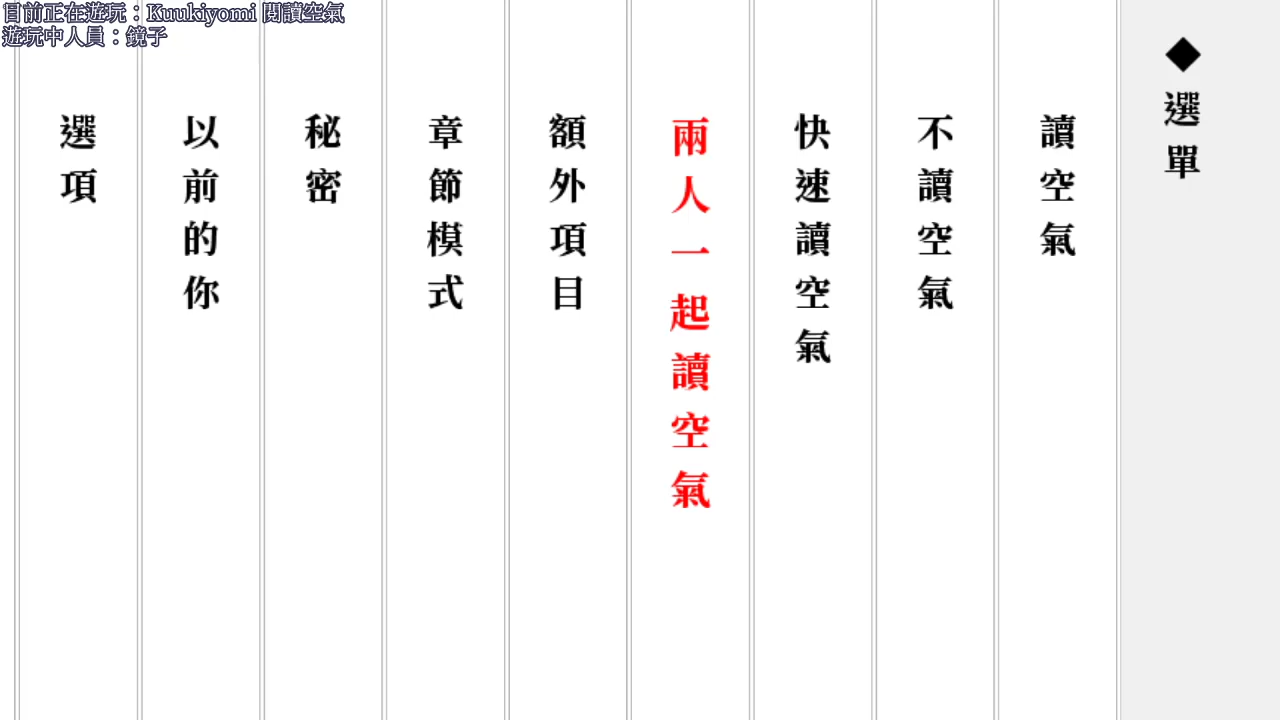 目前正在遊玩：Kuukiyomi 閱讀空氣
遊玩中人員：鏡子
◆選單
讀空氣
不讀空氣
快速讀空氣
兩人一起讀空氣
額外項目
章節模式
秘密
以前的你
選項